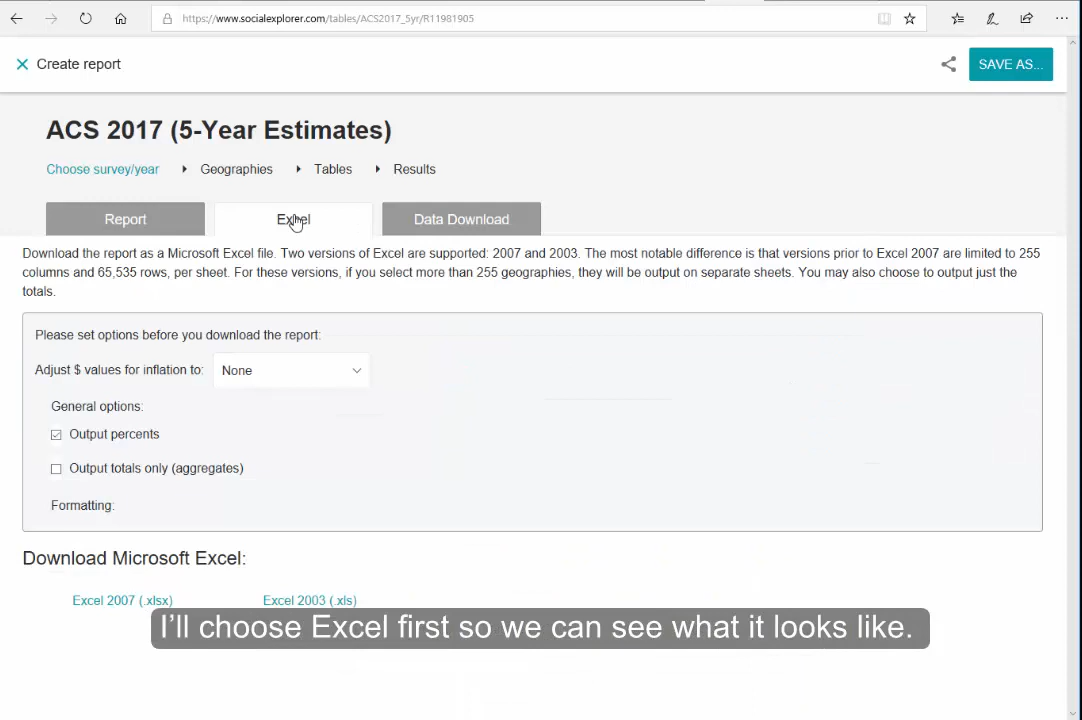 https://www.socialexplorer.com/tables/ACS2017_5yr/R11981905
Create report
SAVE AS...
ACS 2017 (5-Year Estimates)
Choose survey/year Geographies Tables Results
Report Excel Data Download
Download the report as a Microsoft Excel file. Two versions of Excel are supported: 2007 and 2003. The most notable difference is that versions prior to Excel 2007 are limited to 255
columns and 65,535 rows, per sheet. For these versions, if you select more than 255 geographies, they will be output on separate sheets. You may also choose to output just the
totals.
Please set options before you download the report:
Adjust $ values for inflation to: None
General options:
Output percents
Output totals only (aggregates)
Formatting:
Download Microsoft Excel:
Excel 2007 (.xlsx) Excel 2003 (.xls)
I’ll choose Excel first so we can see what it looks like.